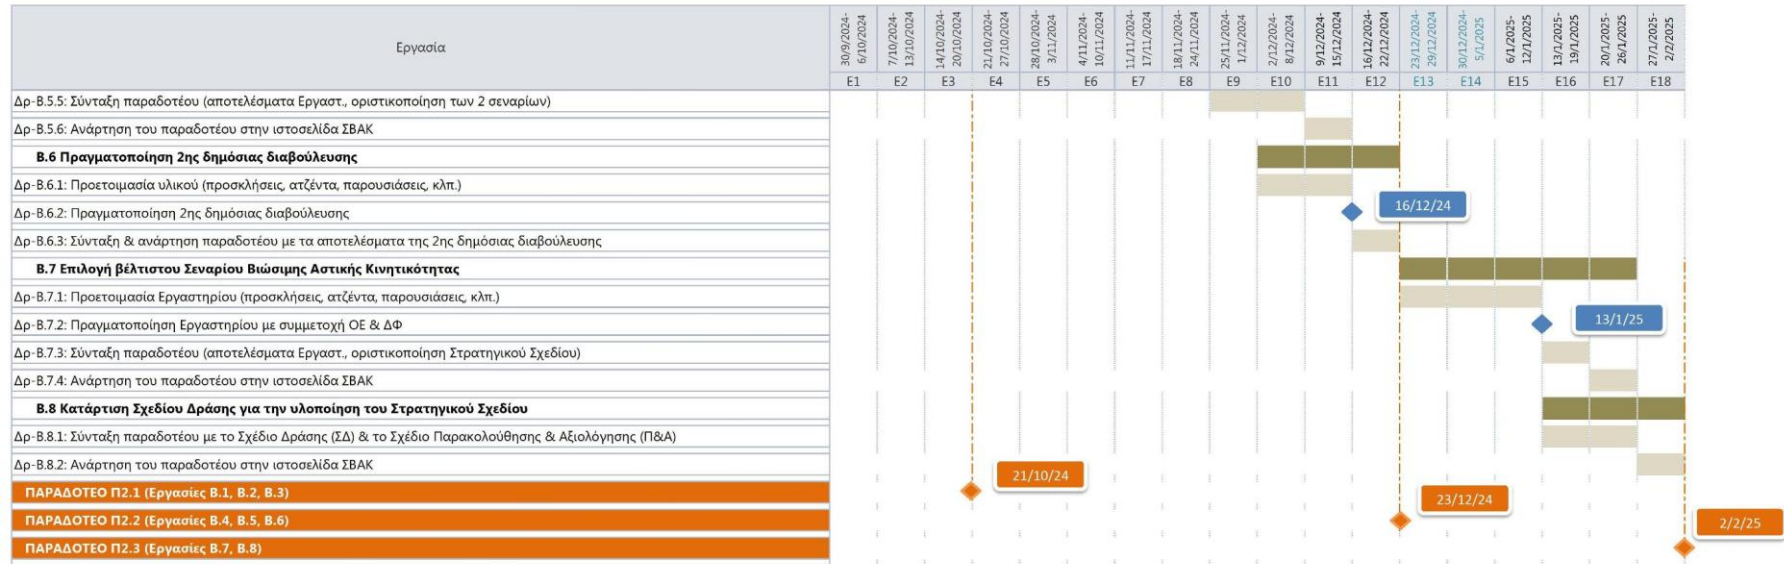 Εργασία
30/9/2024-
6/10/2024
7/10/2024-
13/10/2024
14/10/2024-
20/10/2024
21/10/2024-
27/10/2024
28/10/2024-
3/11/2024
4/11/2024-
10/11/2024
11/11/2024-
17/11/2024
18/11/2024-
24/11/2024
25/11/2024-
1/12/2024
2/12/2024-
8/12/2024
9/12/2024-
15/12/2024
16/12/2024-
22/12/2024
23/12/2024-
29/12/2024
30/12/2024-
5/1/2025
6/1/2025-
12/1/2025
13/1/2025-
19/1/2025
20/1/2025-
26/1/2025
27/1/2025-
2/2/2025
E1 E2 E3 E4 E5 E6 E7 E8 E9 E10 E11 E12 E13 E14 E15 E16 E17 E18
Δρ-Β.5.5: Σύνταξη παραδοτέου (αποτελέσματα Εργαστ., οριστικοποίηση των 2 σεναρίων)
Δρ-Β.5.6: Ανάρτηση του παραδοτέου στην ιστοσελίδα ΣΒΑΚ
Β.6 Πραγματοποίηση 2ης δημόσιας διαβούλευσης
Δρ-Β.6.1: Προετοιμασία υλικού (προσκλήσεις, ατζέντα, παρουσιάσεις, κλπ.)
Δρ-Β.6.2: Πραγματοποίηση 2ης δημόσιας διαβούλευσης
16/12/24
Δρ-Β.6.3: Σύνταξη & ανάρτηση παραδοτέου με τα αποτελέσματα της 2ης δημόσιας διαβούλευσης
Β.7 Επιλογή βέλτιστου Σεναρίου Βιώσιμης Αστικής Κινητικότητας
Δρ-Β.7.1: Προετοιμασία Εργαστηρίου (προσκλήσεις, ατζέντα, παρουσιάσεις, κλπ.)
Δρ-Β.7.2: Πραγματοποίηση Εργαστηρίου με συμμετοχή ΟΕ & ΔΦ
13/1/25
Δρ-Β.7.3: Σύνταξη παραδοτέου (αποτελέσματα Εργαστ., οριστικοποίηση Στρατηγικού Σχεδίου)
Δρ-Β.7.4: Ανάρτηση του παραδοτέου στην ιστοσελίδα ΣΒΑΚ
Β.8 Κατάρτιση Σχεδίου Δράσης για την υλοποίηση του Στρατηγικού Σχεδίου
Δρ-Β.8.1: Σύνταξη παραδοτέου με το Σχέδιο Δράσης (ΣΔ) & το Σχέδιο Παρακολούθησης & Αξιολόγησης (Π&Α)
Δρ-Β.8.2: Ανάρτηση του παραδοτέου στην ιστοσελίδα ΣΒΑΚ
21/10/24
ΠΑΡΑΔΟΤΕΟ Π2.1 (Εργασίες Β.1, Β.2, Β.3)
23/12/24
ΠΑΡΑΔΟΤΕΟ Π2.2 (Εργασίες Β.4, Β.5, Β.6)
2/2/25
ΠΑΡΑΔΟΤΕΟ Π2.3 (Εργασίες Β.7, Β.8)